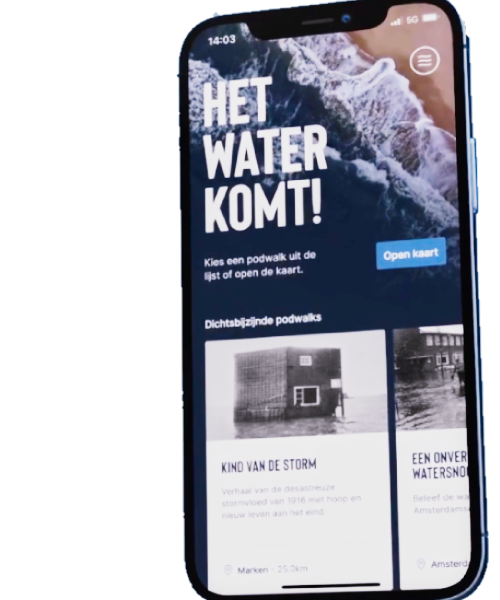 14:03
5G
HET
WATER
KOMT!
Kies een podwalk uit de
lijst of open de kaart.
Open kaart
Dichtsbijzijnde podwalks
KIND VAN DE STORM
Verhaal van de desastreuze
stormvloed van 1916 met hoop en
nieuw leven aan het eind.
Marken - 25.0km
EEN ONVER
WATERSNO
Beleef de wa
Amsterdamse
Amsterda